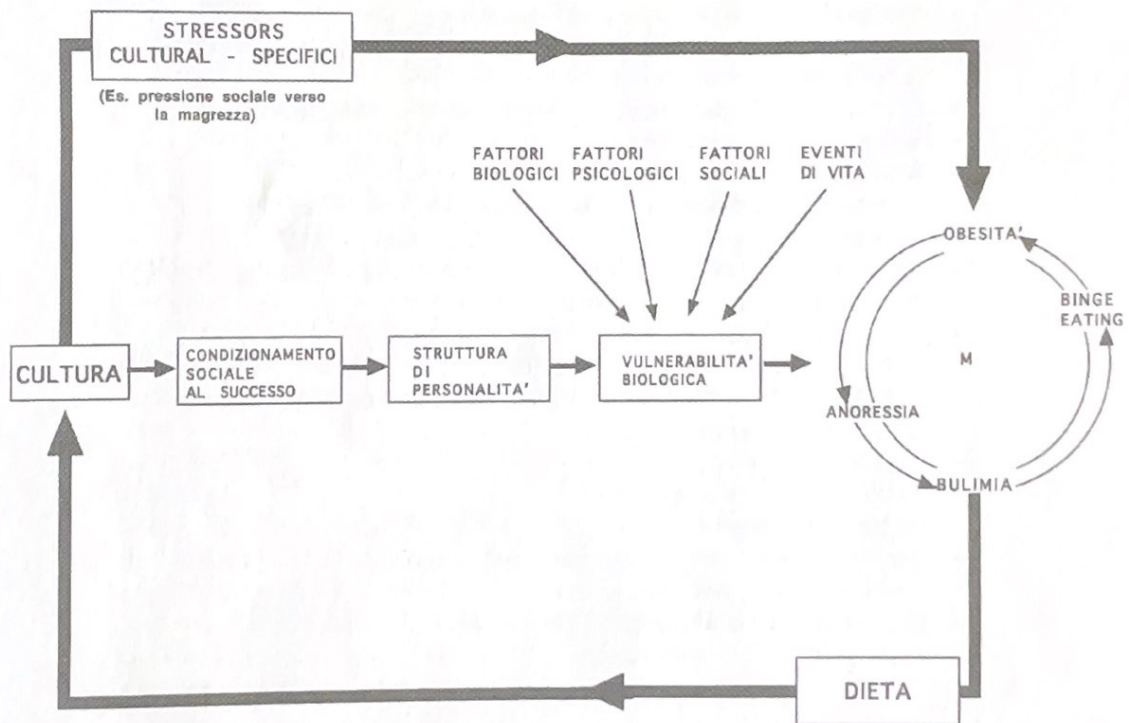 STRESSORS
CULTURAL - SPECIFICI
(Es. pressione sociale verso
la magrezza)
FATTORI
BIOLOGICI
FATTORI
PSICOLOGICI
FATTORI
SOCIALI
EVENTI
DI VITA
OBESITA'
BINGE
EATING
M
ANORESSIA
BULIMIA
CULTURA
CONDIZIONAMENTO
SOCIALE
AL SUCCESSO
STRUTTURA
DI
PERSONALITA'
VULNERABILITA'
BIOLOGICA
DIETA